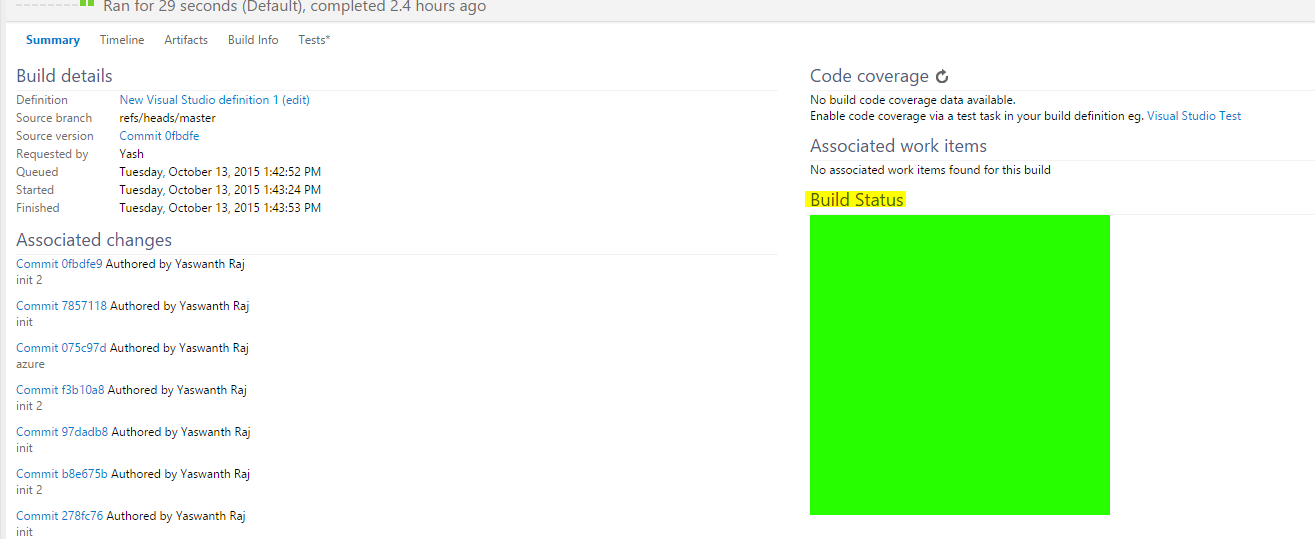 Ran for 29 seconds (Default), completed 2.4 hours ago
Summary Timeline Artifacts Build Info Tests*
Build details
Definition New Visual Studio definition 1 (edit)
Source branch refs/heads/master
Source version Commit 0fbdfe
Requested by Yash
Queued Tuesday, October 13, 2015 1:42:52 PM
Started Tuesday, October 13, 2015 1:43:24 PM
Finished Tuesday, October 13, 2015 1:43:53 PM
Associated changes
Commit 0fbdfe9 Authored by Yaswanth Raj
init 2
Commit 7857118 Authored by Yaswanth Raj
init
Commit 075c97d Authored by Yaswanth Raj
azure
Commit f3b10a8 Authored by Yaswanth Raj
init 2
Commit 97dadb8 Authored by Yaswanth Raj
init
Commit b8e675b Authored by Yaswanth Raj
init 2
Commit 278fc76 Authored by Yaswanth Raj
init
Code coverage
No build code coverage data available.
Enable code coverage via a test task in your build definition eg. Visual Studio Test
Associated work items
No associated work items found for this build
Build Status